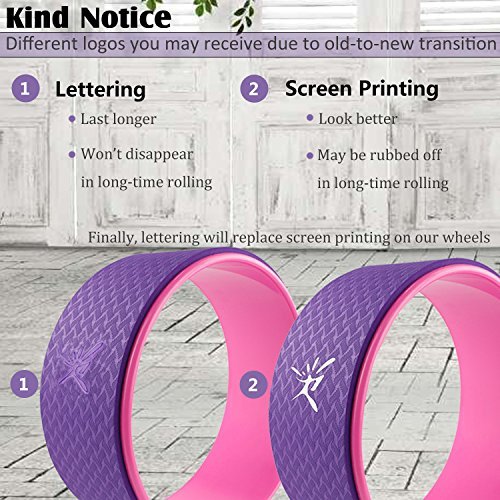 Kind Notice
Different logos you may receive due to old-to-new transition
1 Lettering
• Last longer
• Won't disappear
in long-time rolling
2 Screen Printing
• Look better
• May be rubbed off
in long-time rolling
Finally, lettering will replace screen printing on our wheels
1
2